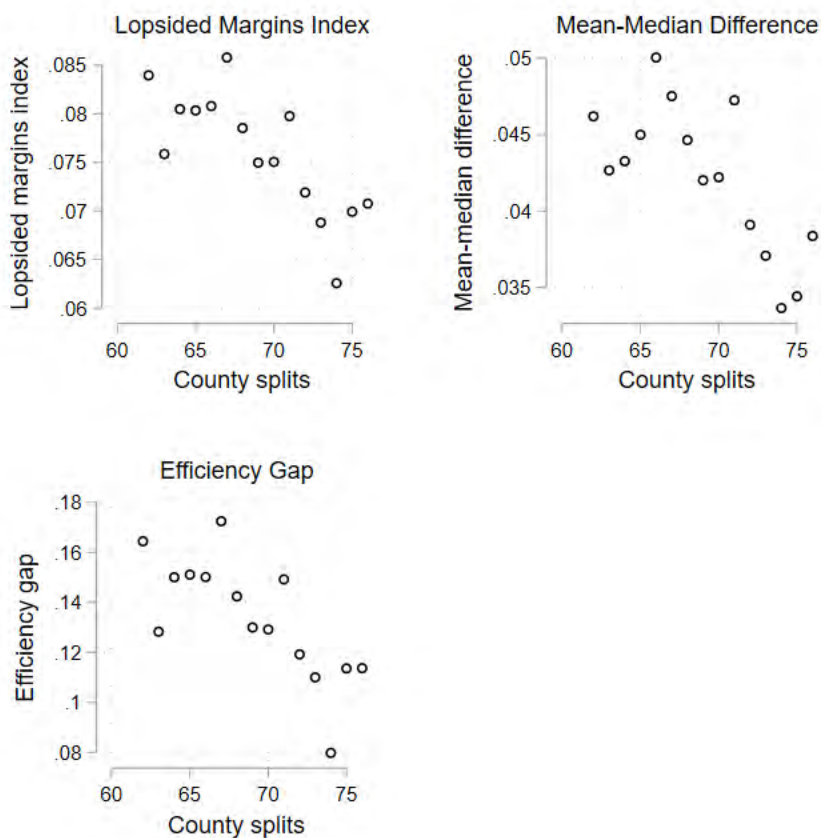 Lopsided Margins Index
Lopsided margins index
.085
.08
.075
.07
.065
.06
60 65 70 75
County splits
Mean-Median Difference
Mean-median difference
.05
.045
.04
.035
60 65 70 75
County splits
Efficiency Gap
Efficiency gap
.18
.16
.14
.12
.1
.08
60 65 70 75
County splits